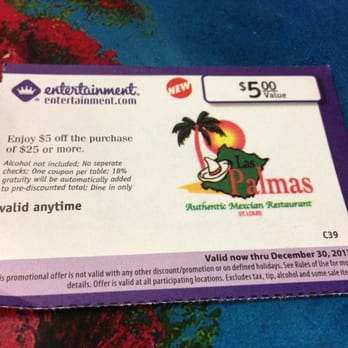 entertainment®
entertainment.com
NEW
$5.00
Value
Enjoy $5 off the purchase
of $25 or more.
Alcohol not included; No seperate
checks; One coupon per table; 18%
gratuity will be automatically added
to pre-discounted total; Dine in only
valid anytime
Las
Palmas
Authentic Mexcian Restaurant
ST. LOUIS
C39
Valid now thru December 30, 201
promotional offer is not valid with any other discount/promotion or on defined holidays. See Rules of Use for
details. Offer is valid at all participating locations. Excludes tax, tip, alcohol and some sale